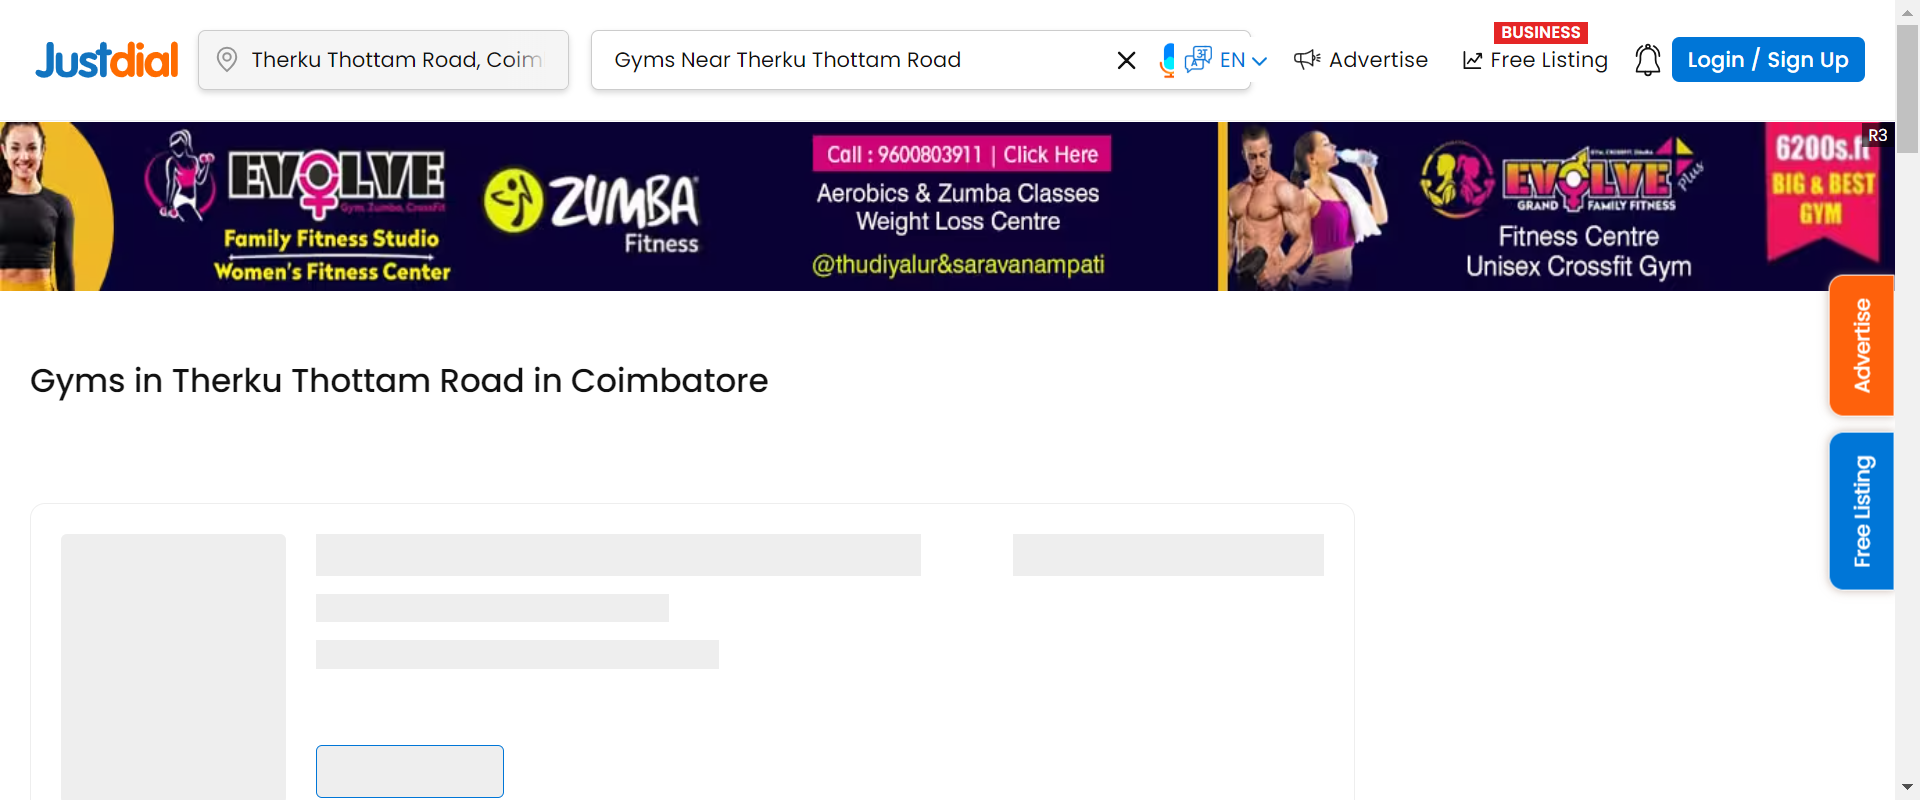 Justdial
Therku Thottam Road, Coim
Gyms Near Therku Thottam Road
EN
Advertise
BUSINESS
Free Listing
Login / Sign Up
EVOLVE
Gym, Zumba, CrossFit
Family Fitness Studio
Women's Fitness Center
ZUMBA
Fitness
Call : 9600803911 | Click Here
Aerobics & Zumba Classes
Weight Loss Centre
@thudiyalur&saravanampati
EVOLVE Plus
GRAND FAMILY FITNESS
Fitness Centre
Unisex Crossfit Gym
6200s.ft
BIG & BEST
GYM
R3
Advertise
Free Listing
Gyms in Therku Thottam Road in Coimbatore